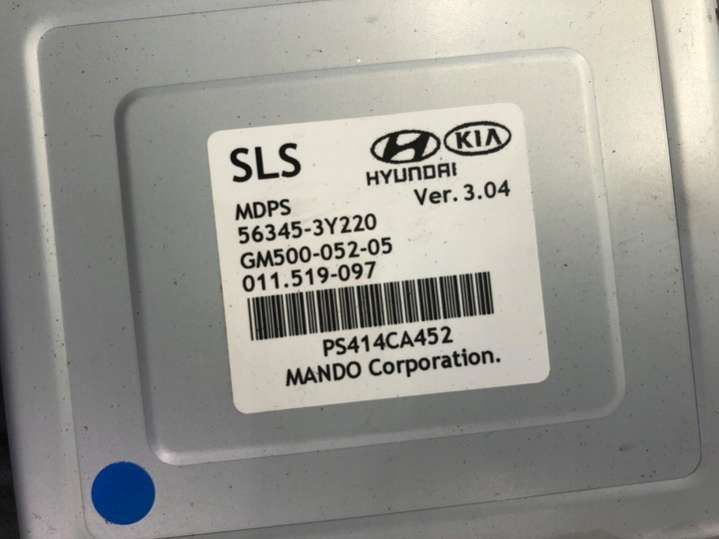 SLS
HYUNDAI
KIA
MDPS
Ver. 3.04
56345-3Y220
GM500-052-05
011.519-097
PS414CA452
MANDO Corporation.